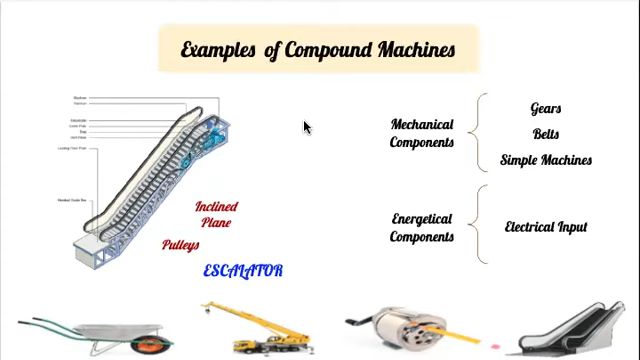 Examples of Compound Machines
Inclined
Plane
Pulleys
ESCALATOR
Mechanical
Components
Gears
Belts
Simple Machines
Energetical
Components
Electrical Input